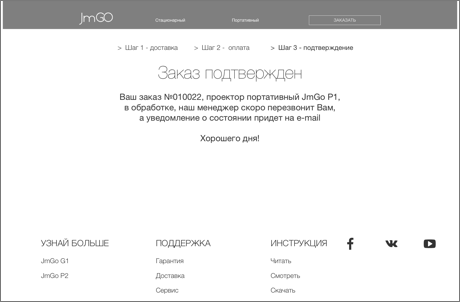 JmGO Стационарный Портативный ЗАКАЗАТЬ
> Шаг 1 - доставка > Шаг 2 - оплата > Шаг 3 - подтверждение
Заказ подтвержден
Ваш заказ №010022, проектор портативный JmGo P1,
в обработке, наш менеджер скоро перезвонит Вам,
а уведомление о состоянии придет на e-mail
Хорошего дня!
УЗНАЙ БОЛЬШЕ ПОДДЕРЖКА ИНСТРУКЦИЯ
JmGo G1 Гарантия Читать
JmGo P2 Доставка Смотреть
Сервис Скачать